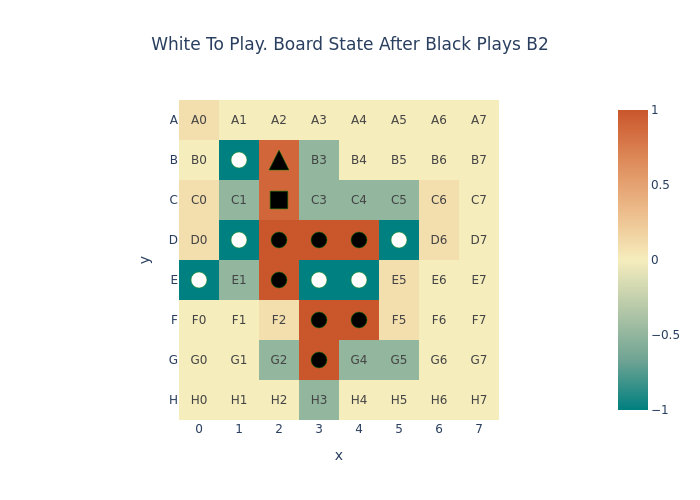 White To Play. Board State After Black Plays B2
A A0 A1 A2 A3 A4 A5 A6 A7
B B0 B3 B4 B5 B6 B7
C C0 C1 C3 C4 C5 C6 C7
D D0 D6 D7
E E1 E5 E6 E7
F F0 F1 F2 F5 F6 F7
G G0 G1 G2 G4 G5 G6 G7
H H0 H1 H2 H3 H4 H5 H6 H7
0 1 2 3 4 5 6 7
x
y
1
0.5
0
−0.5
−1